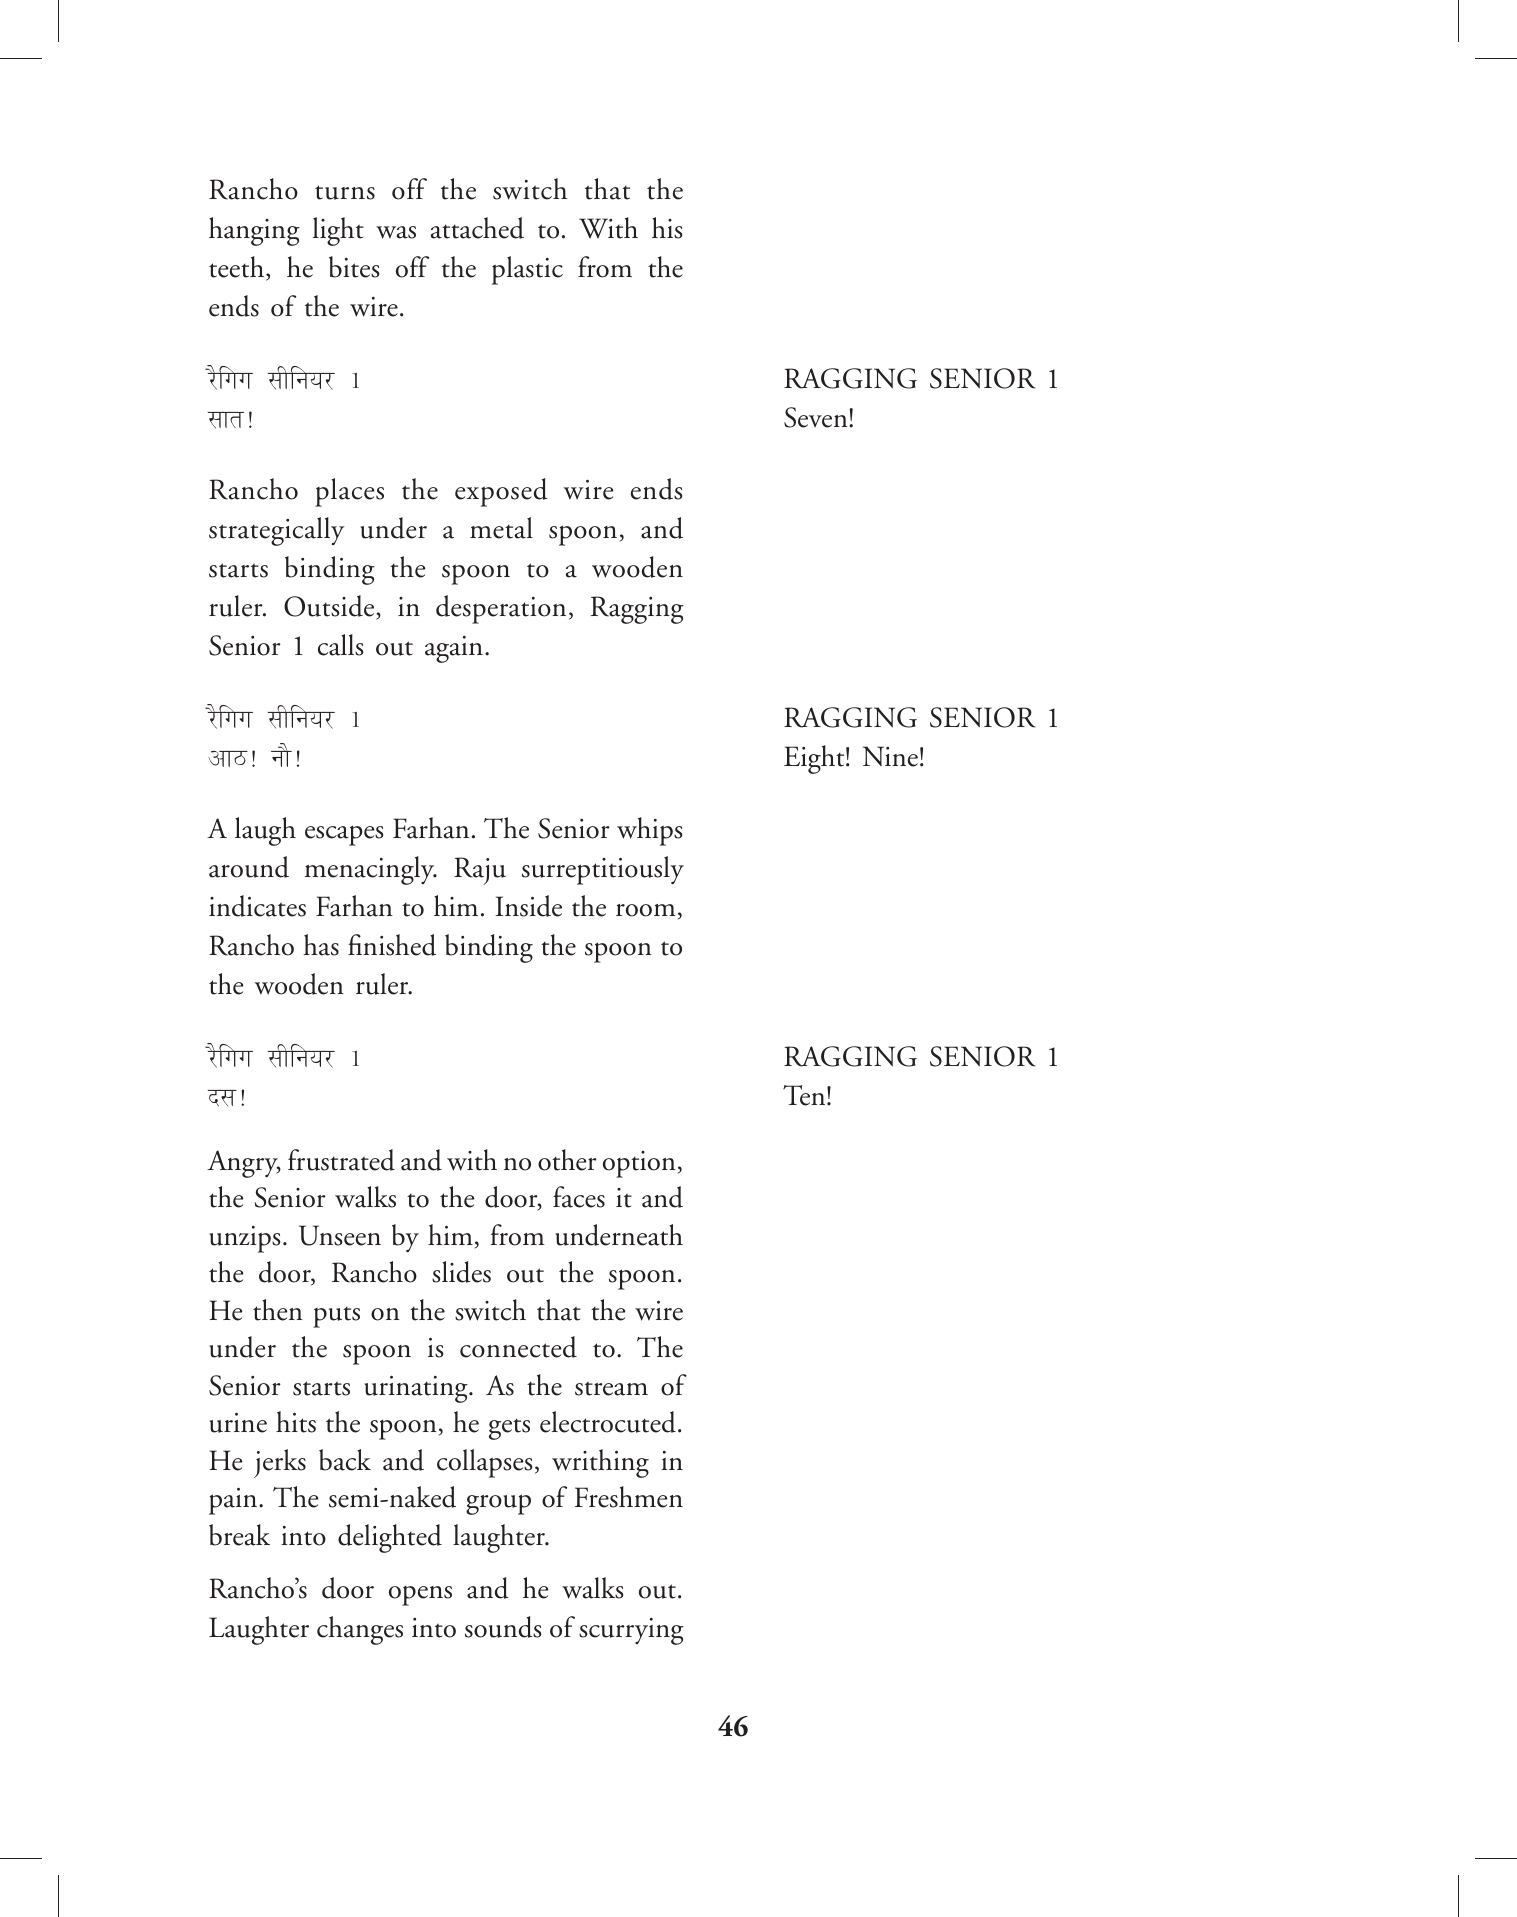 Rancho turns off the switch that the
hanging light was attached to. With his
teeth, he bites off the plastic from the
ends of the wire.
रैगिग सीनियर 1
सात!
RAGGING SENIOR 1
Seven!
Rancho places the exposed wire ends
strategically under a metal spoon, and
starts binding the spoon to a wooden
ruler. Outside, in desperation, Ragging
Senior 1 calls out again.
रैगिग सीनियर 1
आठ! नौ!
RAGGING SENIOR 1
Eight! Nine!
A laugh escapes Farhan. The Senior whips
around menacingly. Raju surreptitiously
indicates Farhan to him. Inside the room,
Rancho has finished binding the spoon to
the wooden ruler.
रैगिग सीनियर 1
दस!
RAGGING SENIOR 1
Ten!
Angry, frustrated and with no other option,
the Senior walks to the door, faces it and
unzips. Unseen by him, from underneath
the door, Rancho slides out the spoon.
He then puts on the switch that the wire
under the spoon is connected to. The
Senior starts urinating. As the stream of
urine hits the spoon, he gets electrocuted.
He jerks back and collapses, writhing in
pain. The semi-naked group of Freshmen
break into delighted laughter.
Rancho’s door opens and he walks out.
Laughter changes into sounds of scurrying
46